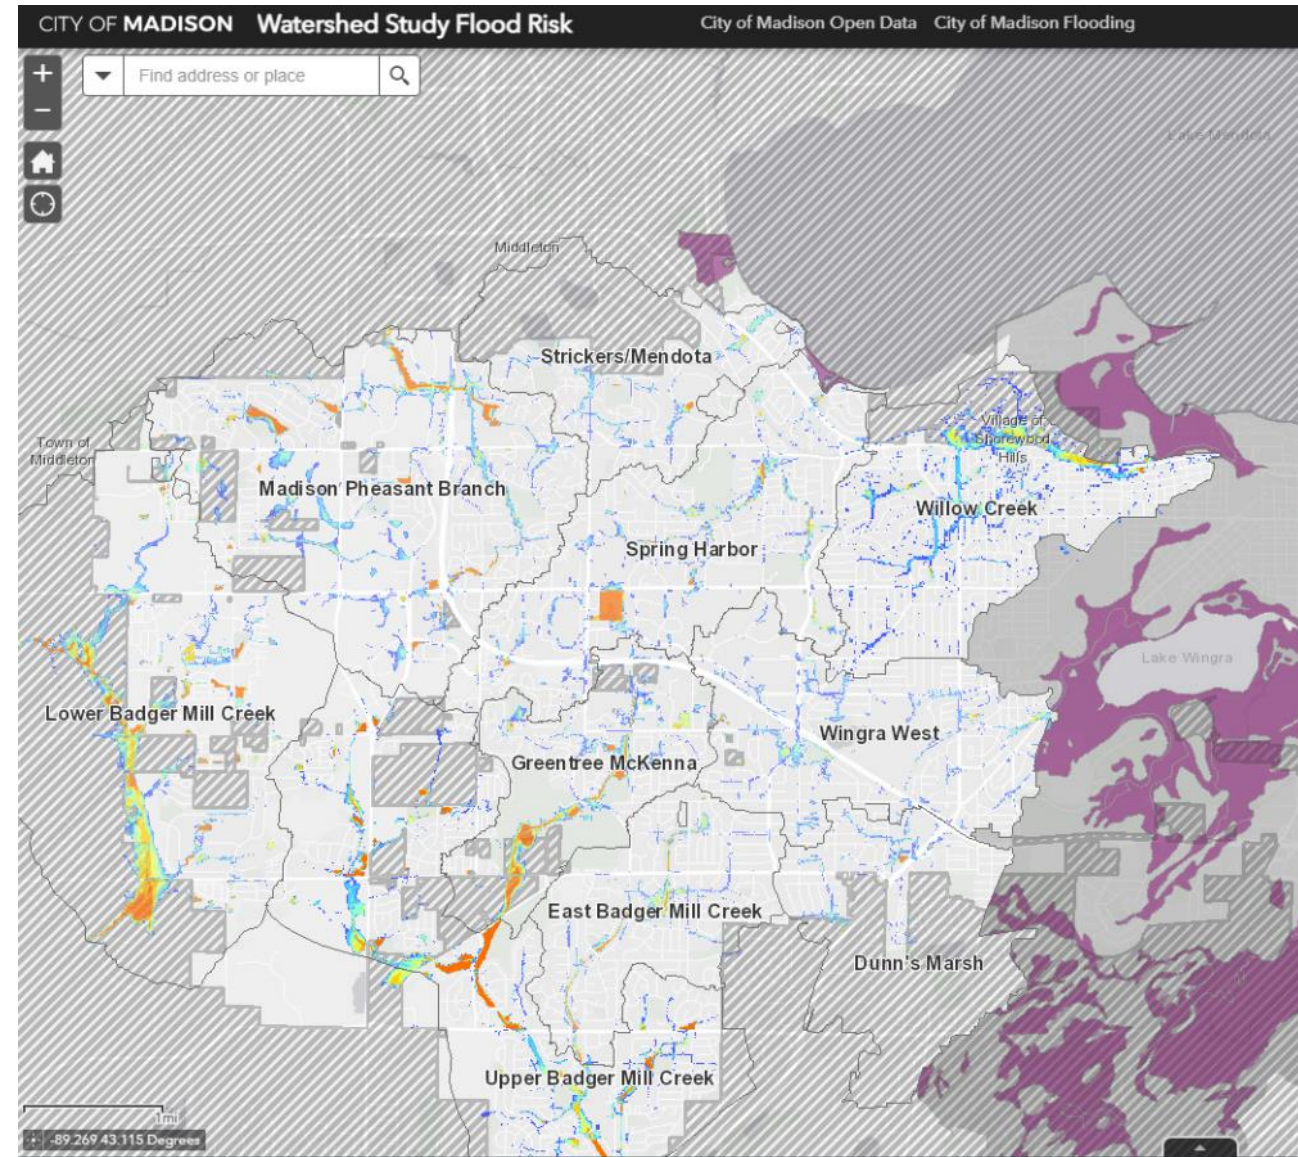 CITY OF MADISON Watershed Study Flood Risk
City of Madison Open Data City of Madison Flooding
+
Find address or place
−
Lake Mendota
Middleton
Strickers/Mendota
Village of
Shorewood
Hills
Town of
Middleton
Madison Pheasant Branch
Willow Creek
Spring Harbor
Lake Wingra
Lower Badger Mill Creek
Wingra West
Greentree McKenna
East Badger Mill Creek
Dunn's Marsh
Upper Badger Mill Creek
1mi
-89.269 43.115 Degrees